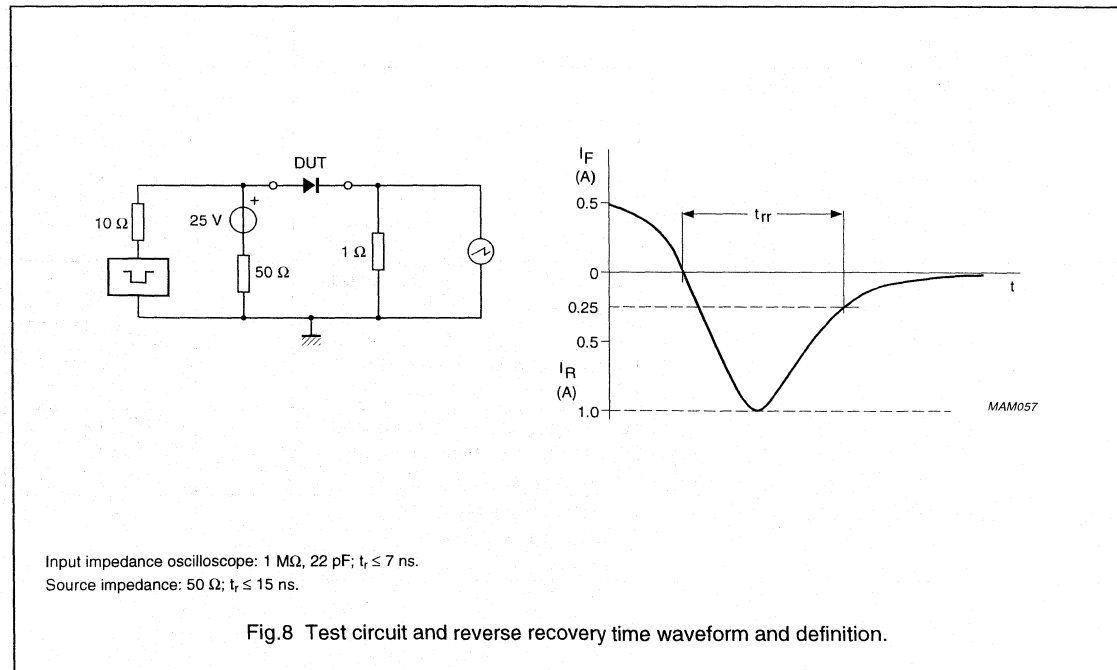 DUT
10 Ω
25 V
+
50 Ω
1 Ω
I_F
(A)
0.5
t_rr
0
t
0.25
0.5
I_R
(A)
1.0
MAM057
Input impedance oscilloscope: 1 MΩ, 22 pF; t_r ≤ 7 ns.
Source impedance: 50 Ω; t_r ≤ 15 ns.
Fig.8 Test circuit and reverse recovery time waveform and definition.